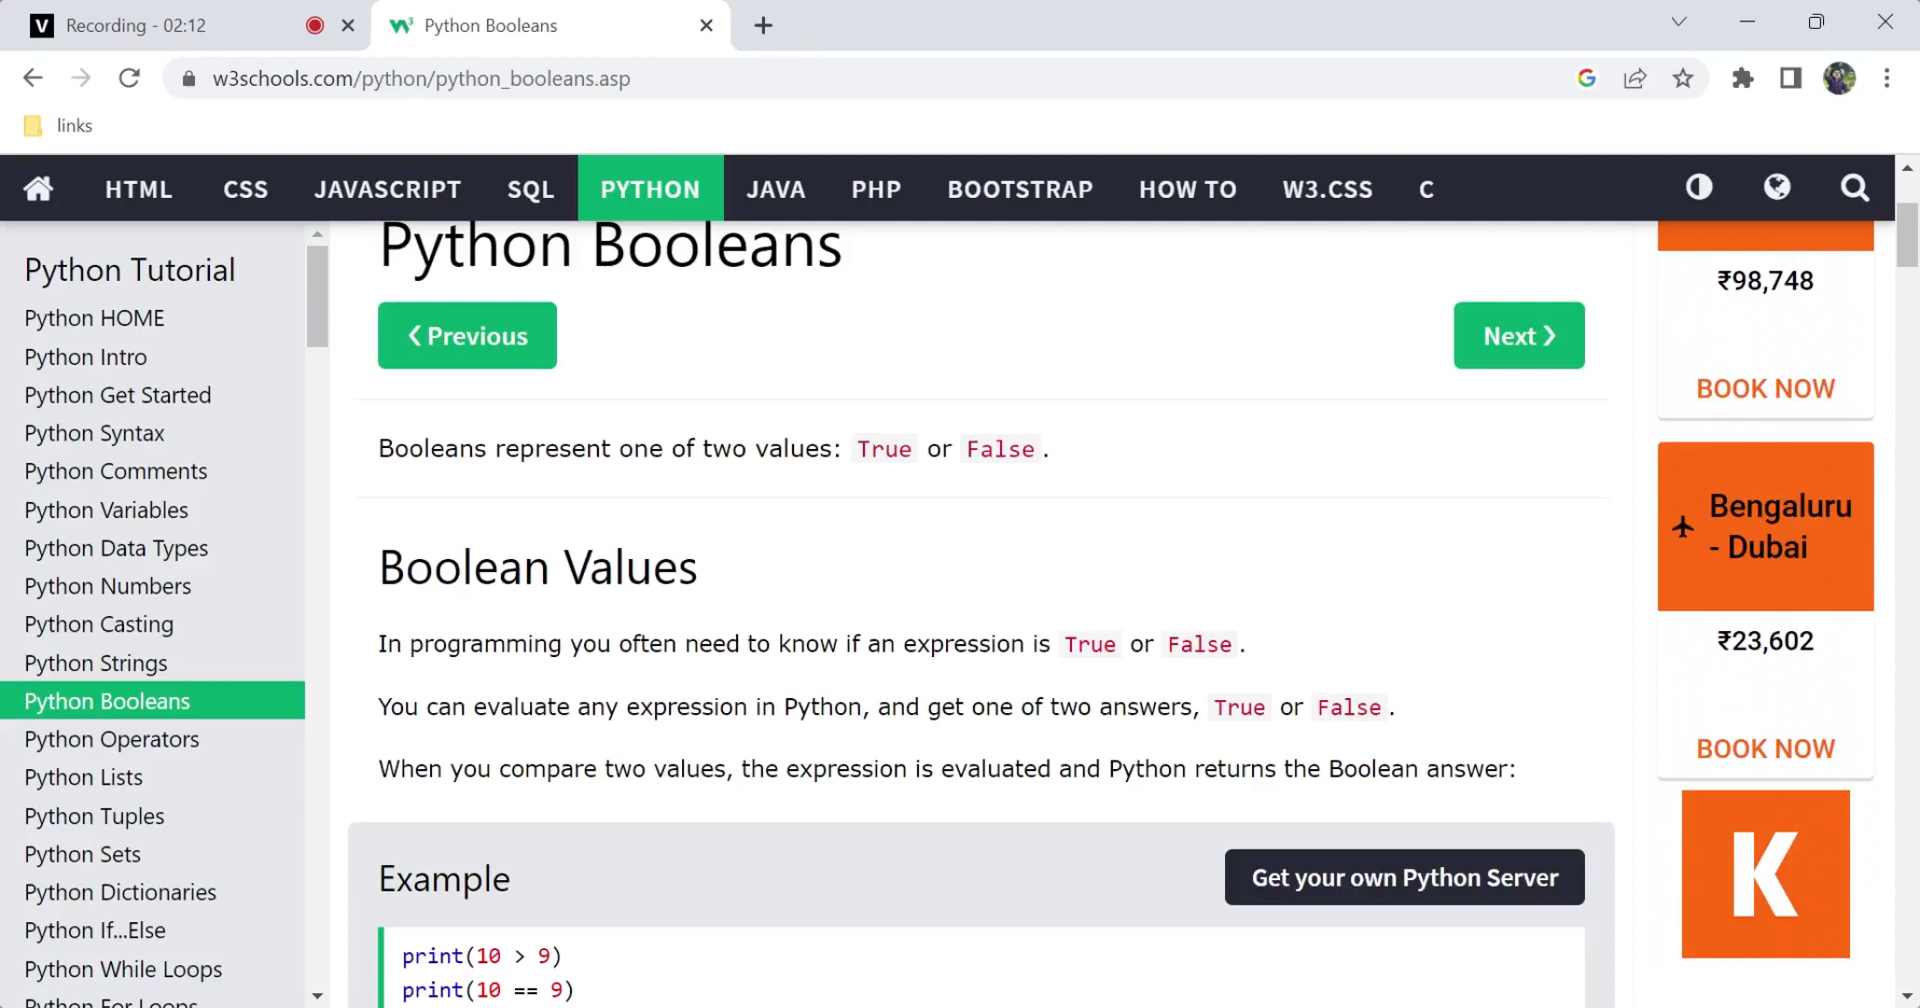 V Recording - 02:12
Python Booleans
w3schools.com/python/python_booleans.asp
links
HTML CSS JAVASCRIPT SQL PYTHON JAVA PHP BOOTSTRAP HOW TO W3.CSS C
Python Tutorial
Python HOME
Python Intro
Python Get Started
Python Syntax
Python Comments
Python Variables
Python Data Types
Python Numbers
Python Casting
Python Strings
Python Booleans
Python Operators
Python Lists
Python Tuples
Python Sets
Python Dictionaries
Python If...Else
Python While Loops
Python For Loops
Python Booleans
❮ Previous
Next ❯
Booleans represent one of two values: True or False.
Boolean Values
In programming you often need to know if an expression is True or False.
You can evaluate any expression in Python, and get one of two answers, True or False.
When you compare two values, the expression is evaluated and Python returns the Boolean answer:
Example
Get your own Python Server
print(10 > 9)
print(10 == 9)
₹98,748
BOOK NOW
Bengaluru
- Dubai
₹23,602
BOOK NOW
K